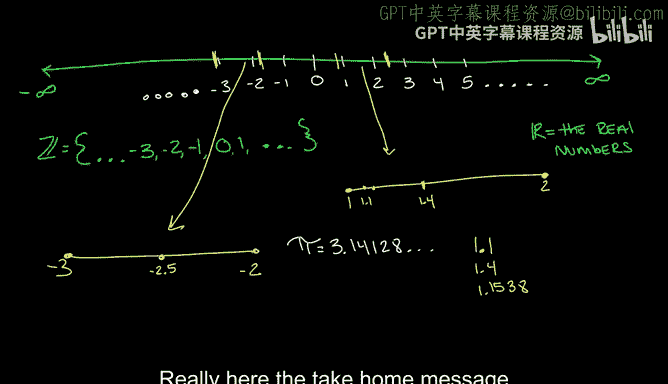 GPT中英字幕课程资源@bilibili.com
GPT中英字幕课程资源 bilibili
-∞ -3 -2 -1 0 1 2 3 4 5 ..... ∞
.....
ℤ={...-3,-2,-1,0,1,...}
ℝ=THE REAL
NUMBERS
1 1.1 1.4 2
-3 -2.5 -2
π=3.14128...
1.1
1.4
1.1538
Really here the take home message